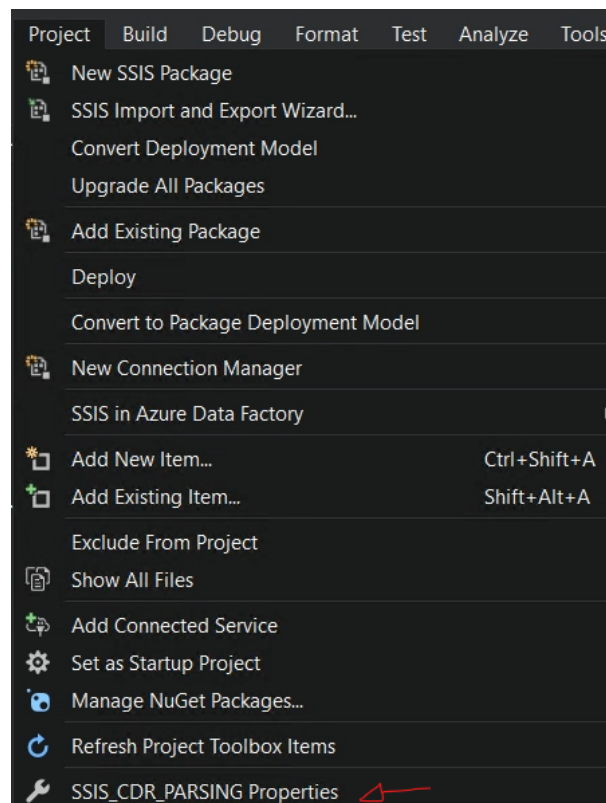 Project Build Debug Format Test Analyze Tools
New SSIS Package
SSIS Import and Export Wizard...
Convert Deployment Model
Upgrade All Packages
Add Existing Package
Deploy
Convert to Package Deployment Model
New Connection Manager
SSIS in Azure Data Factory
Add New Item... Ctrl+Shift+A
Add Existing Item... Shift+Alt+A
Exclude From Project
Show All Files
Add Connected Service
Set as Startup Project
Manage NuGet Packages...
Refresh Project Toolbox Items
SSIS_CDR_PARSING Properties